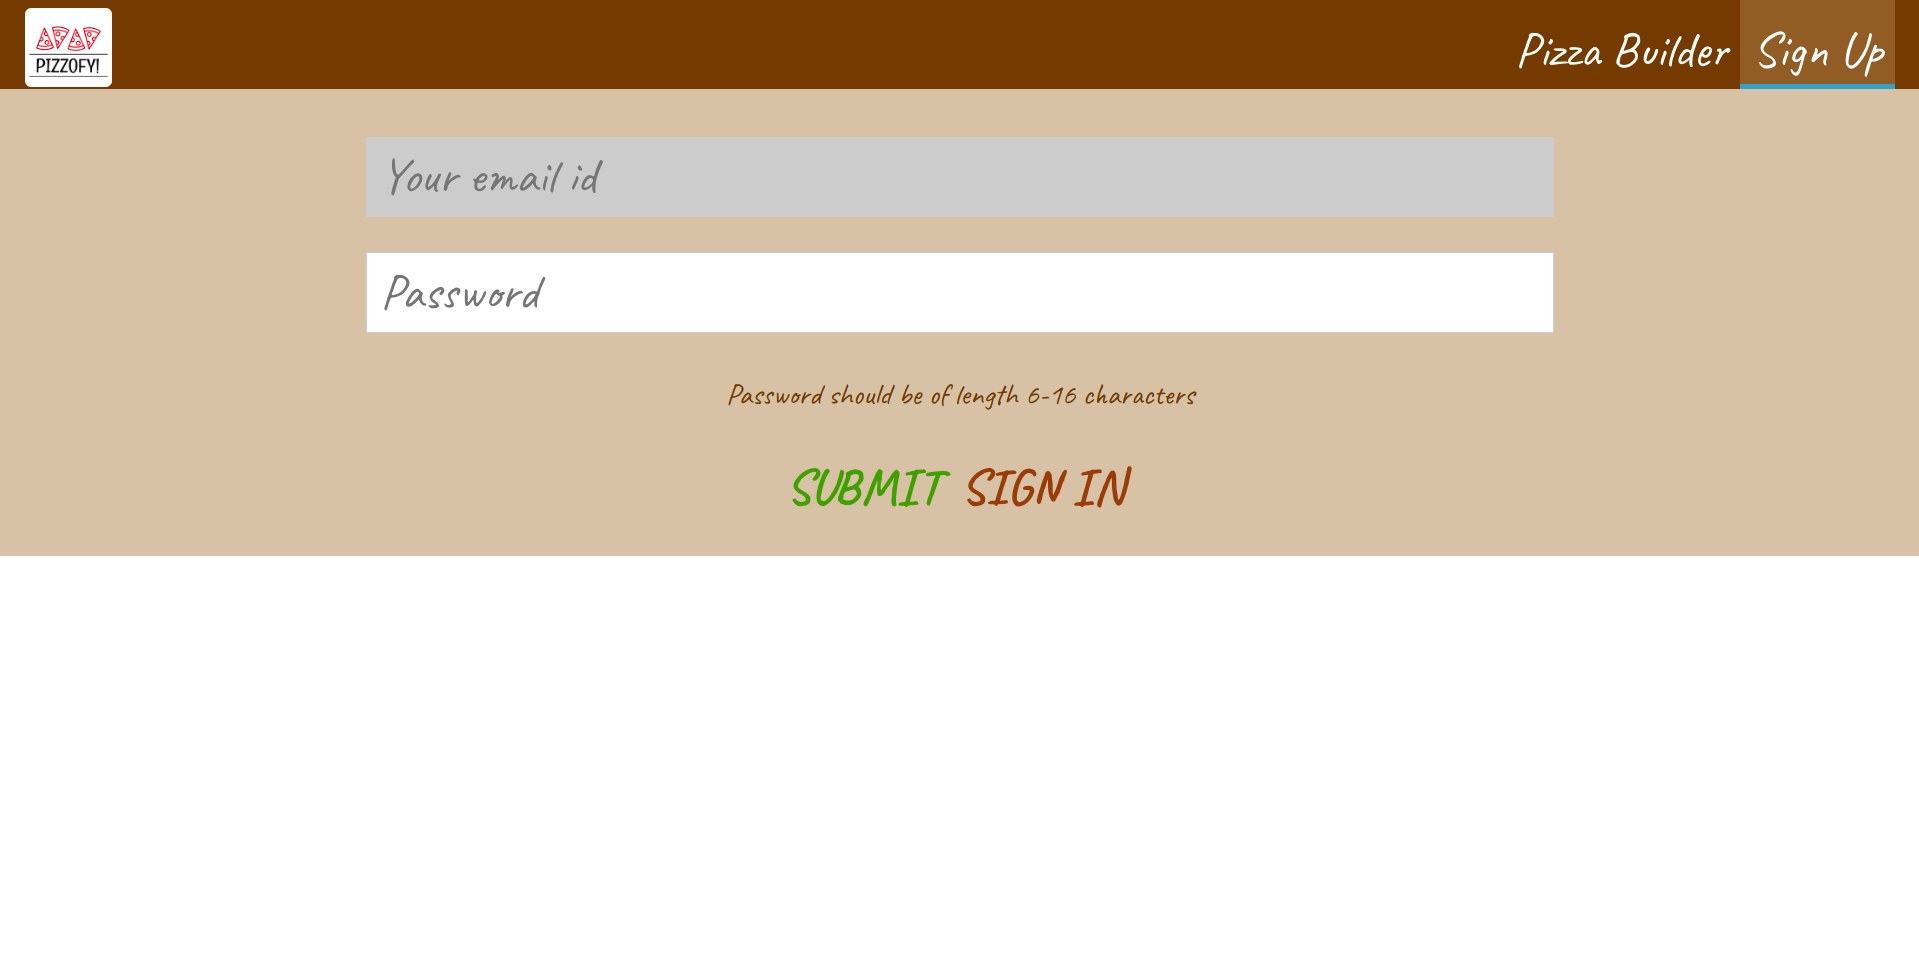 PIZZOFY!
Pizza Builder Sign Up
Your email id
Password
Password should be of length 6-16 characters
SUBMIT SIGN IN